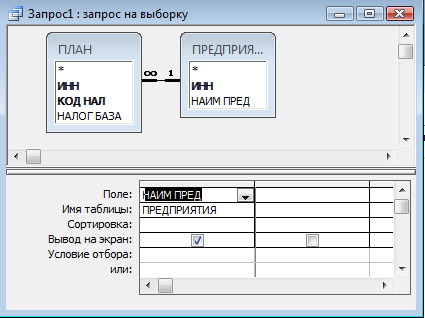 Запрос1 : запрос на выборку
ПЛАН
*
ИНН
КОД НАЛ
НАЛОГ БАЗА
∞ 1
ПРЕДПРИЯ...
*
ИНН
НАИМ ПРЕД
Поле: НАИМ ПРЕД
Имя таблицы: ПРЕДПРИЯТИЯ
Сортировка:
Вывод на экран:
Условие отбора:
или: